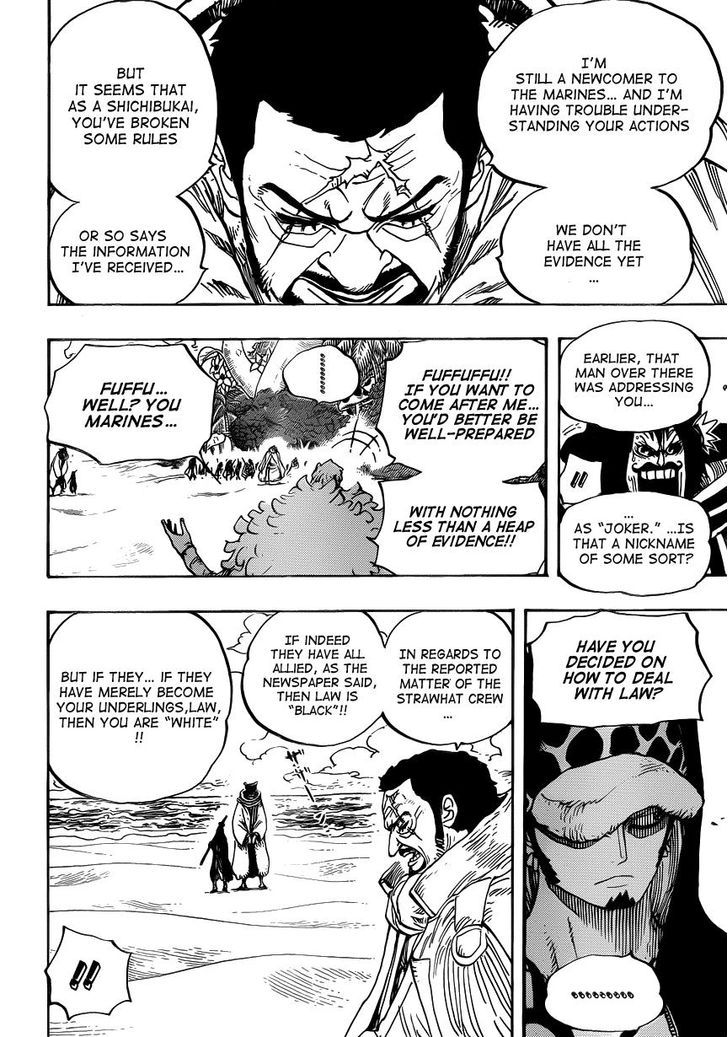 I'M
STILL A NEWCOMER TO
THE MARINES... AND I'M
HAVING TROUBLE UNDER-
STANDING YOUR ACTIONS
WE DON'T
HAVE ALL THE
EVIDENCE YET
...
BUT
IT SEEMS THAT
AS A SHICHIBUKAI,
YOU'VE BROKEN
SOME RULES
OR SO SAYS
THE INFORMATION
I'VE RECEIVED...
EARLIER, THAT
MAN OVER THERE
WAS ADDRESSING
YOU...
!!
...
AS "JOKER." ...IS
THAT A NICKNAME
OF SOME SORT?
FUFFUFFU!!
IF YOU WANT TO
COME AFTER ME...
YOU'D BETTER BE
WELL-PREPARED
WITH NOTHING
LESS THAN A HEAP
OF EVIDENCE!!
.........
FUFFU...
WELL? YOU
MARINES...
HAVE YOU
DECIDED ON
HOW TO DEAL
WITH LAW?
.........
IN REGARDS TO
THE REPORTED
MATTER OF THE
STRAWHAT CREW
...
IF INDEED
THEY HAVE ALL
ALLIED, AS THE
NEWSPAPER SAID,
THEN LAW IS
"BLACK"!!
BUT IF THEY... IF THEY
HAVE MERELY BECOME
YOUR UNDERLINGS,LAW,
THEN YOU ARE "WHITE"
!!
!!